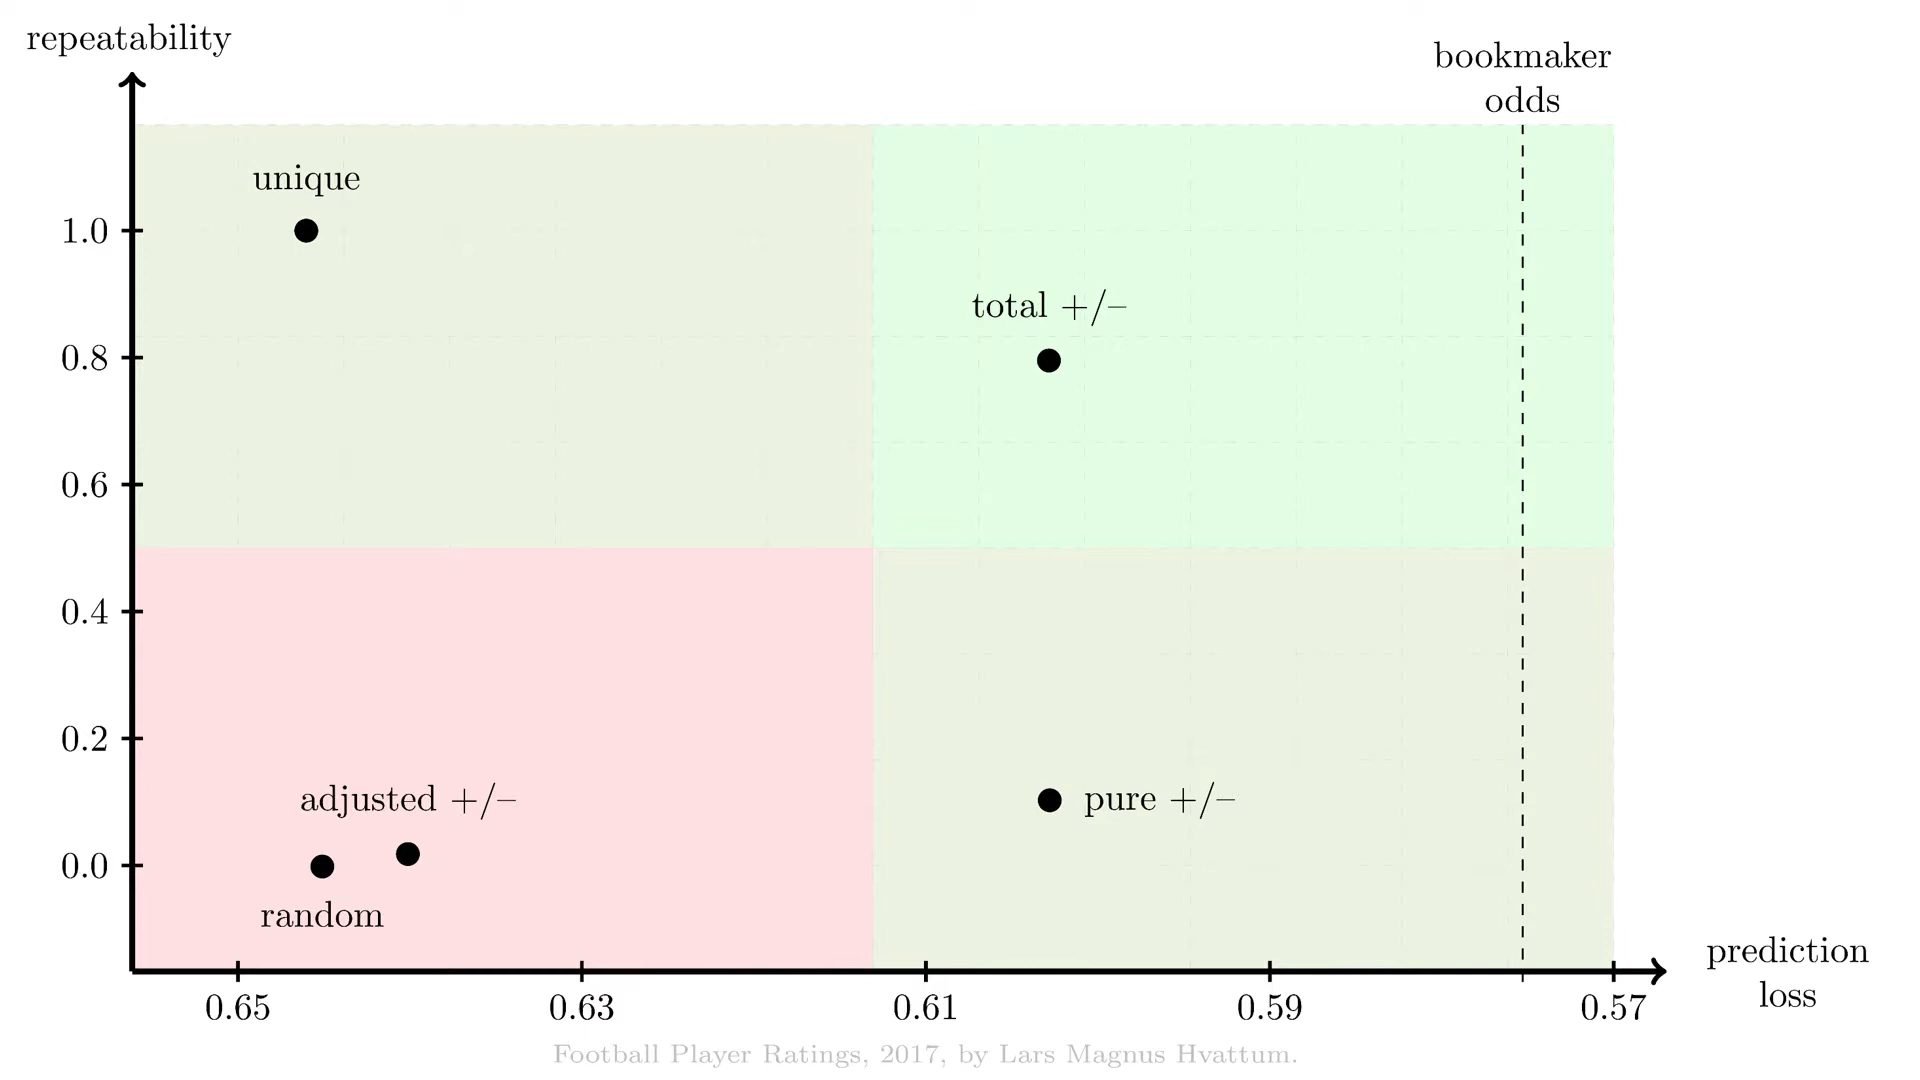 repeatability
bookmaker
odds
unique
1.0
total +/–
0.8
0.6
0.4
0.2
adjusted +/–
pure +/–
0.0
random
prediction
loss
0.65
0.63
0.61
0.59
0.57
Football Player Ratings, 2017, by Lars Magnus Hvattum.